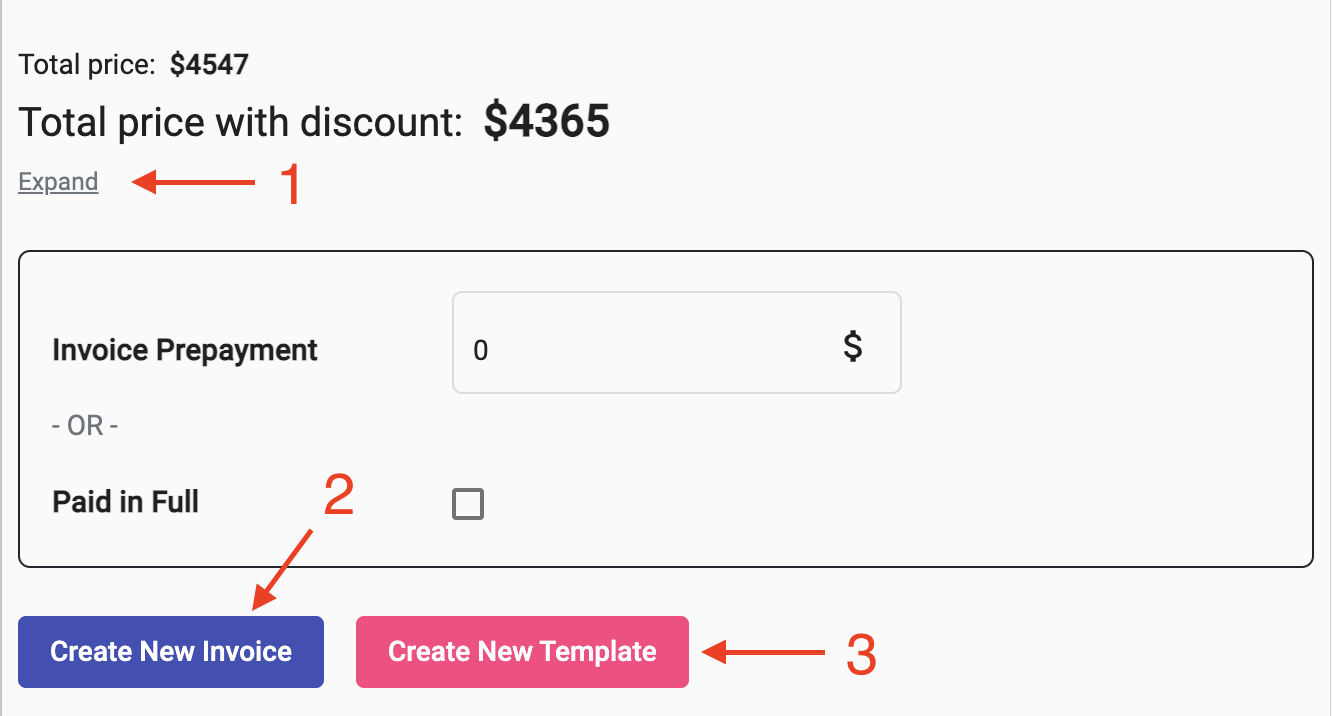 Total price: $4547
Total price with discount: $4365
Expand 1
Invoice Prepayment 0 $
- OR -
Paid in Full 2
Create New Invoice Create New Template 3